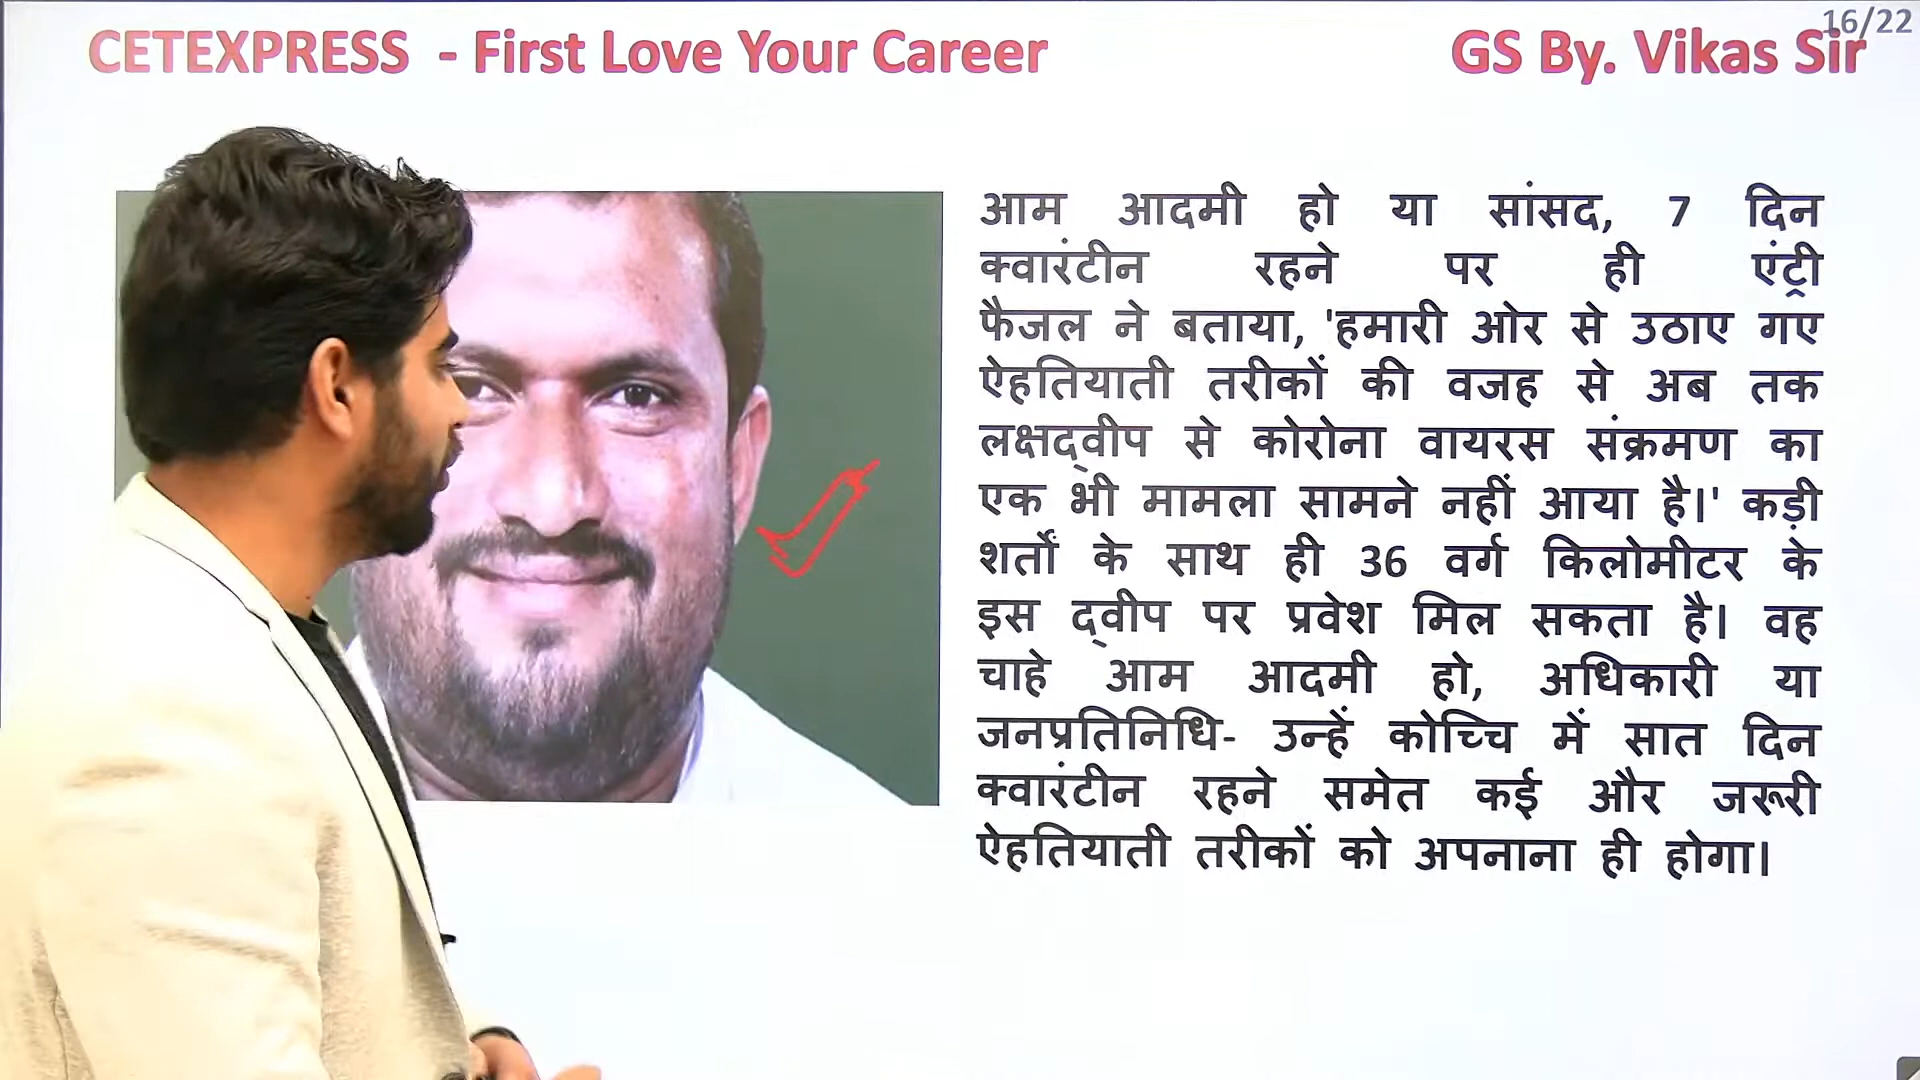 16/22
CETEXPRESS - First Love Your Career
GS By. Vikas Sir
आम आदमी हो या सांसद, 7 दिन
क्वारंटीन रहने पर ही एंट्री
फैजल ने बताया, 'हमारी ओर से उठाए गए
ऐहतियाती तरीकों की वजह से अब तक
लक्षद्वीप से कोरोना वायरस संक्रमण का
एक भी मामला सामने नहीं आया है।' कड़ी
शर्तों के साथ ही 36 वर्ग किलोमीटर के
इस द्वीप पर प्रवेश मिल सकता है। वह
चाहे आम आदमी हो, अधिकारी या
जनप्रतिनिधि- उन्हें कोच्चि में सात दिन
क्वारंटीन रहने समेत कई और जरूरी
ऐहतियाती तरीकों को अपनाना ही होगा।